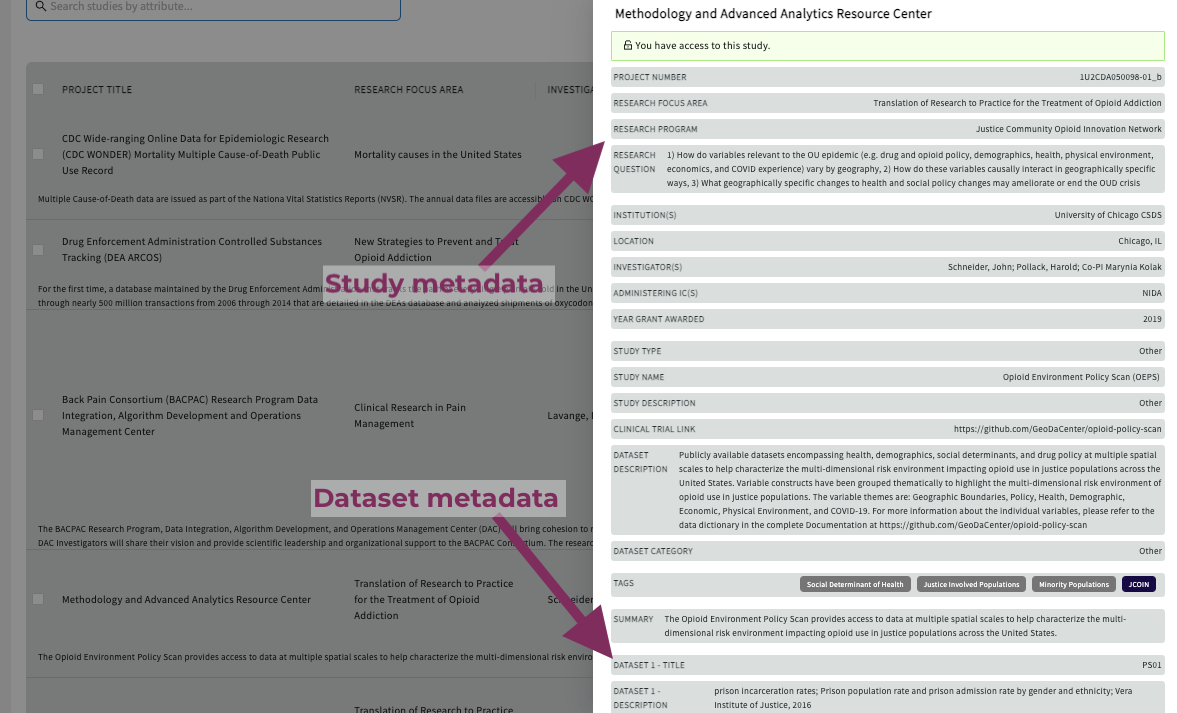 Search studies by attribute...
PROJECT TITLE
RESEARCH FOCUS AREA
INVESTIGA
CDC Wide-ranging Online Data for Epidemiologic Research
(CDC WONDER) Mortality Multiple Cause-of-Death Public
Use Record
Mortality causes in the United States
Multiple Cause-of-Death data are issued as part of the Nationa Vital Statistics Reports (NVSR). The annual data files are accessible on CDC WO
Drug Enforcement Administration Controlled Substances
Tracking (DEA ARCOS)
New Strategies to Prevent and Treat
Opioid Addiction
Study metadata
For the first time, a database maintained by the Drug Enforcement Admini in the Un
through nearly 500 million transactions from 2006 through 2014 that are detailed in the DEAs database and analyzed shipments of oxycodon
Back Pain Consortium (BACPAC) Research Program Data
Integration, Algorithm Development and Operations
Management Center
Clinical Research in Pain
Management
Lavange, L
Dataset metadata
The BACPAC Research Program, Data Integration, Algorithm Development, and Operations Management Center (DAC) will bring cohesion to r
DAC Investigators will share their vision and provide scientific leadership and organizational support to the BACPAC Consortium. The researc
Methodology and Advanced Analytics Resource Center
Translation of Research to Practice
for the Treatment of Opioid
Addiction
Schneider
The Opioid Environment Policy Scan provides access to data at multiple spatial scales to help characterize the multi-dimensional risk enviro
Translation of Research to Practice
Methodology and Advanced Analytics Resource Center
You have access to this study.
PROJECT NUMBER 1U2CDA050098-01_b
RESEARCH FOCUS AREA Translation of Research to Practice for the Treatment of Opioid Addiction
RESEARCH PROGRAM Justice Community Opioid Innovation Network
RESEARCH 1) How do variables relevant to the OU epidemic (e.g. drug and opioid policy, demographics, health, physical environment,
QUESTION economics, and COVID experience) vary by geography, 2) How do these variables causally interact in geographically specific
ways, 3) What geographically specific changes to health and social policy changes may ameliorate or end the OUD crisis
INSTITUTION(S) University of Chicago CSDS
LOCATION Chicago, IL
INVESTIGATOR(S) Schneider, John; Pollack, Harold; Co-PI Marynia Kolak
ADMINISTERING IC(S) NIDA
YEAR GRANT AWARDED 2019
STUDY TYPE Other
STUDY NAME Opioid Environment Policy Scan (OEPS)
STUDY DESCRIPTION Other
CLINICAL TRIAL LINK https://github.com/GeoDaCenter/opioid-policy-scan
DATASET Publicly available datasets encompassing health, demographics, social determinants, and drug policy at multiple spatial
DESCRIPTION scales to help characterize the multi-dimensional risk environment impacting opioid use in justice populations across the
United States. Variable constructs have been grouped thematically to highlight the multi-dimensional risk environment of
opioid use in justice populations. The variable themes are: Geographic Boundaries, Policy, Health, Demographic,
Economic, Physical Environment, and COVID-19. For more information about the individual variables, please refer to the
data dictionary in the complete Documentation at https://github.com/GeoDaCenter/opioid-policy-scan
DATASET CATEGORY Other
TAGS Social Determinant of Health Justice Involved Populations Minority Populations JCOIN
SUMMARY The Opioid Environment Policy Scan provides access to data at multiple spatial scales to help characterize the multi-
dimensional risk environment impacting opioid use in justice populations across the United States.
DATASET 1 - TITLE PS01
DATASET 1 - prison incarceration rates; Prison population rate and prison admission rate by gender and ethnicity; Vera
DESCRIPTION Institute of Justice, 2016